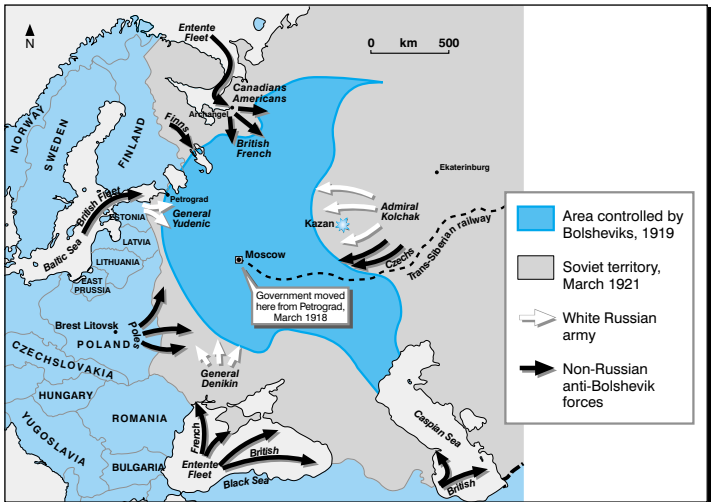 N
Entente
Fleet
0 km 500
Canadians
Americans
Archangel
Finns
British
French
NORWAY
SWEDEN
FINLAND
Ekaterinburg
British Fleet
Petrograd
General
Yudenic
ESTONIA
Baltic Sea
LATVIA
LITHUANIA
EAST
PRUSSIA
Admiral
Kolchak
Kazan
Czechs
Trans-Siberian railway
Moscow
Government moved
here from Petrograd,
March 1918
Brest Litovsk
Poles
POLAND
CZECHSLOVAKIA
General
Denikin
HUNGARY
ROMANIA
YUGOSLAVIA
BULGARIA
French
Entente
Fleet
British
Black Sea
Caspian Sea
British
Area controlled by
Bolsheviks, 1919
Soviet territory,
March 1921
White Russian
army
Non-Russian
anti-Bolshevik
forces